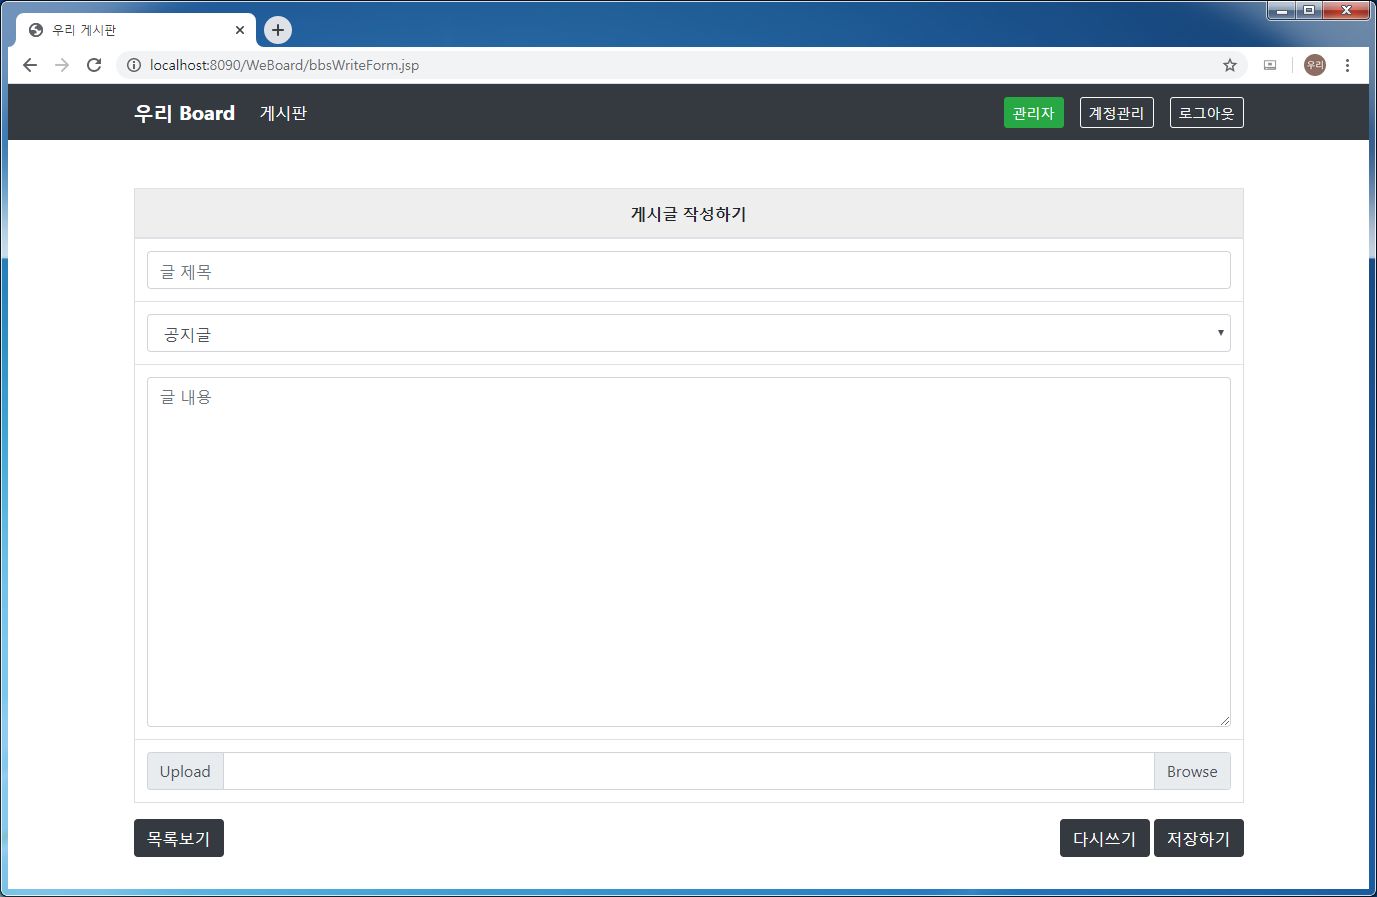 우리 게시판
localhost:8090/WeBoard/bbsWriteForm.jsp
우리
우리 Board 게시판 관리자 계정관리 로그아웃
게시글 작성하기
글 제목
공지글
글 내용
Upload Browse
목록보기 다시쓰기 저장하기